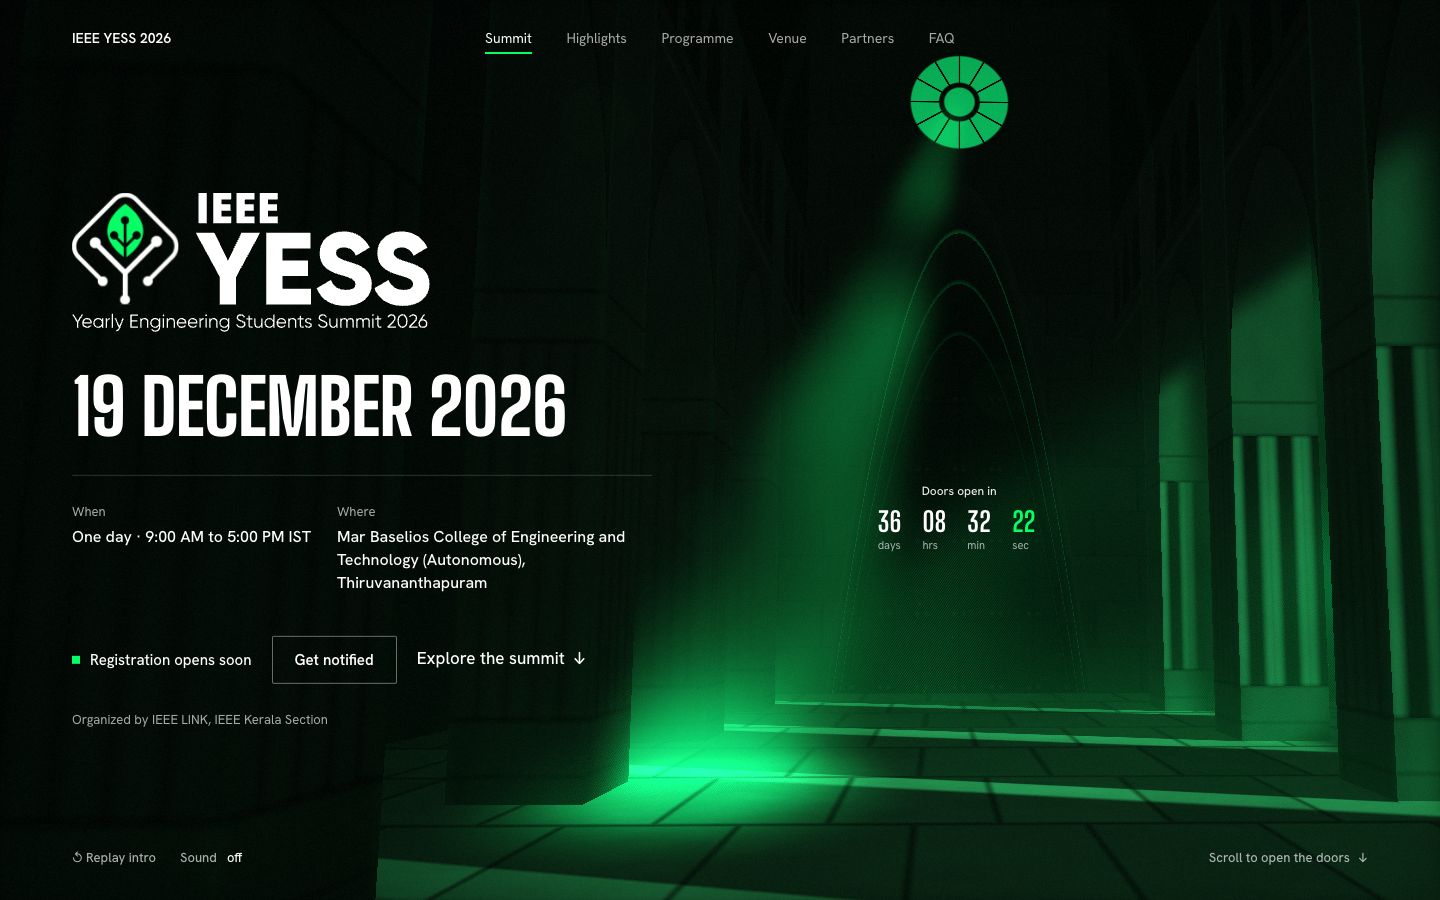 IEEE YESS 2026
Summit Highlights Programme Venue Partners FAQ
IEEE
YESS
Yearly Engineering Students Summit 2026
19 DECEMBER 2026
When
One day · 9:00 AM to 5:00 PM IST
Where
Mar Baselios College of Engineering and
Technology (Autonomous),
Thiruvananthapuram
Registration opens soon
Get notified
Explore the summit ↓
Organized by IEEE LINK, IEEE Kerala Section
Doors open in
36 08 32 22
days hrs min sec
Replay intro Sound off
Scroll to open the doors ↓